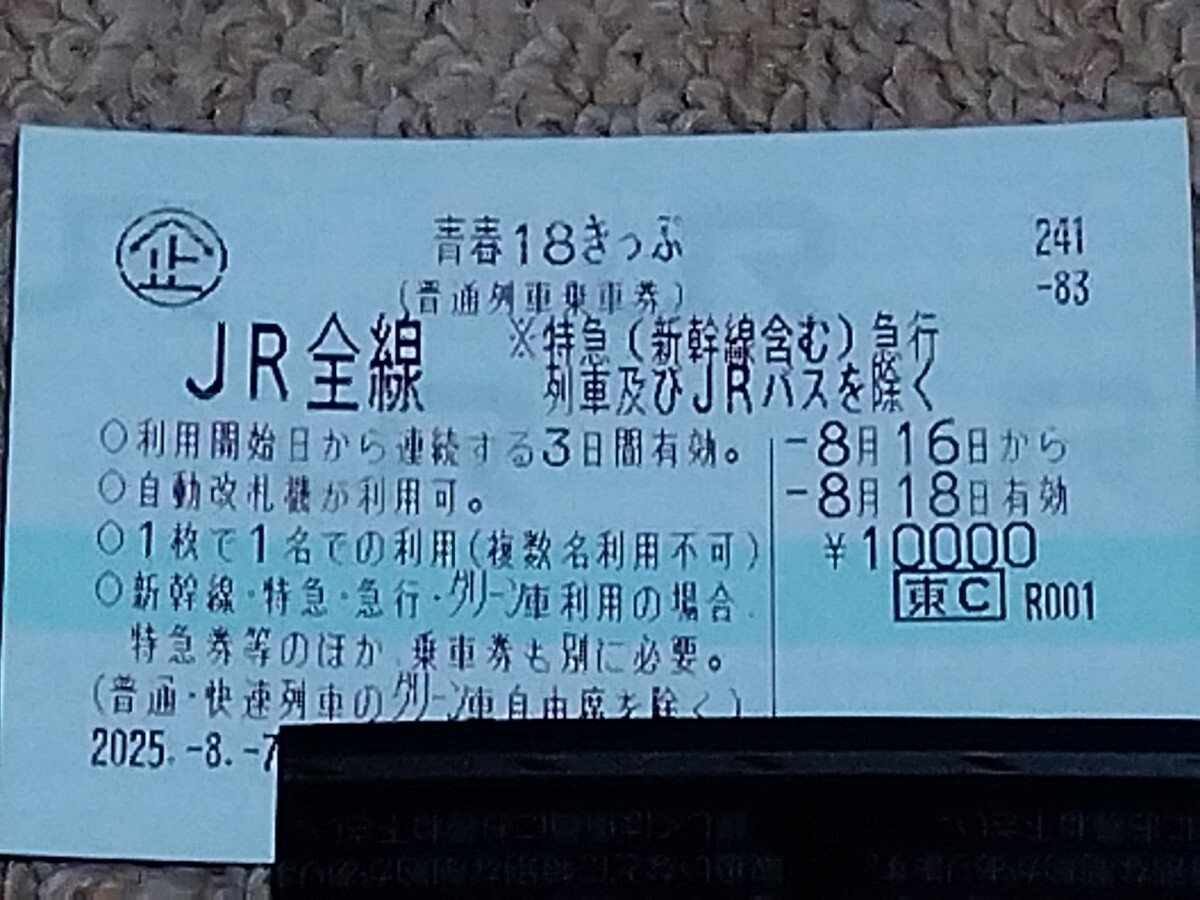 企
青春18きっぷ
241
-83
(普通列車乗車券)
JR全線
※特急(新幹線含む)急行
列車及びJRバスを除く
○利用開始日から連続する3日間有効。
○自動改札機が利用可。
○1枚で1名での利用(複数名利用不可)
○新幹線・特急・急行・グリーン車利用の場合、
特急券等のほか、乗車券も別に必要。
(普通・快速列車のグリーン車自由席を除く)
-8月16日から
-8月18日有効
¥10000
東C R001
2025.-8.-7